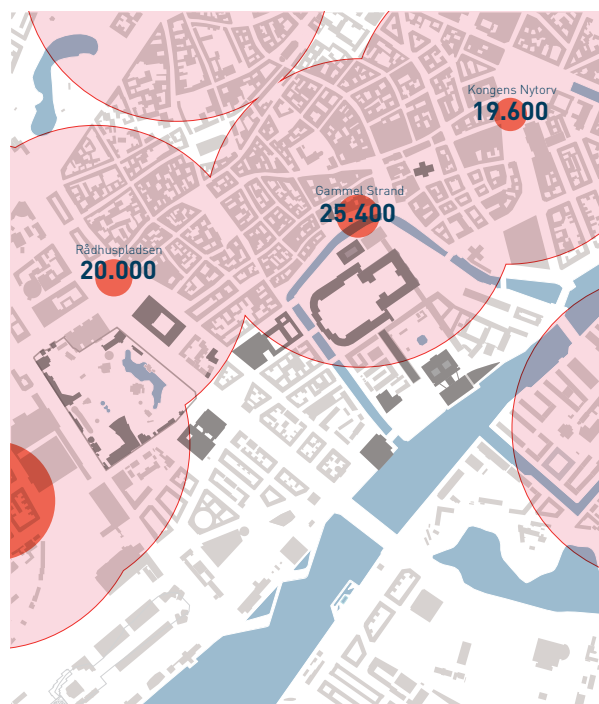 Kongens Nytorv
19.600
Gammel Strand
25.400
Rådhuspladsen
20.000